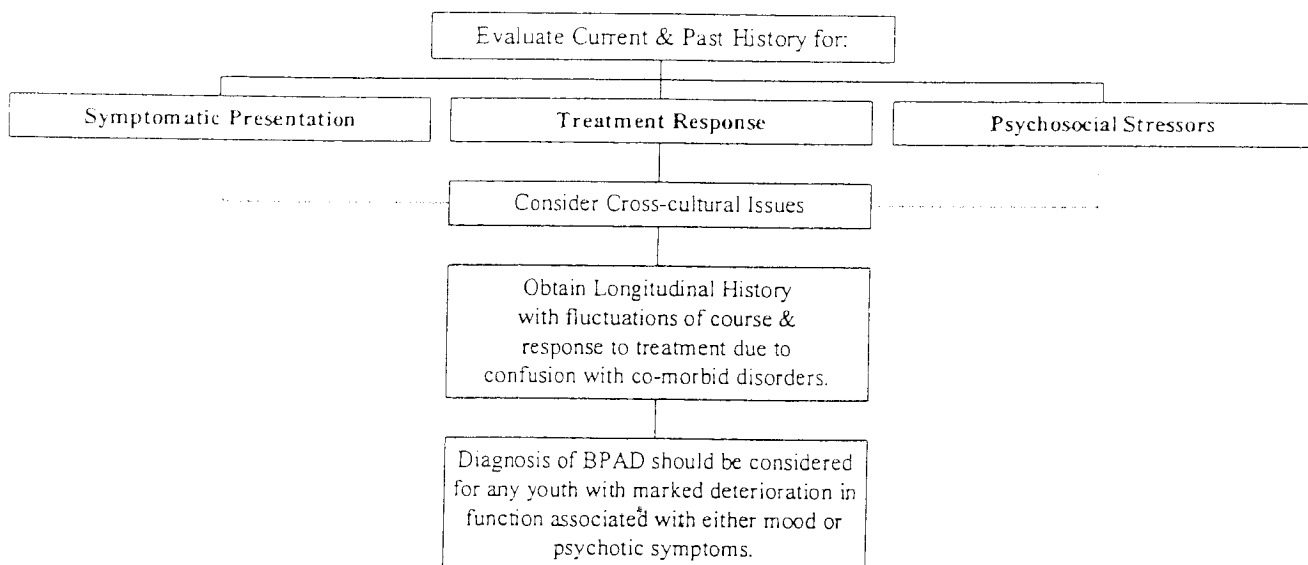 Evaluate Current & Past History for:
Symptomatic Presentation
Treatment Response
Psychosocial Stressors
Consider Cross-cultural Issues
Obtain Longitudinal History
with fluctuations of course &
response to treatment due to
confusion with co-morbid disorders.
Diagnosis of BPAD should be considered
for any youth with marked deterioration in
function associated with either mood or
psychotic symptoms.